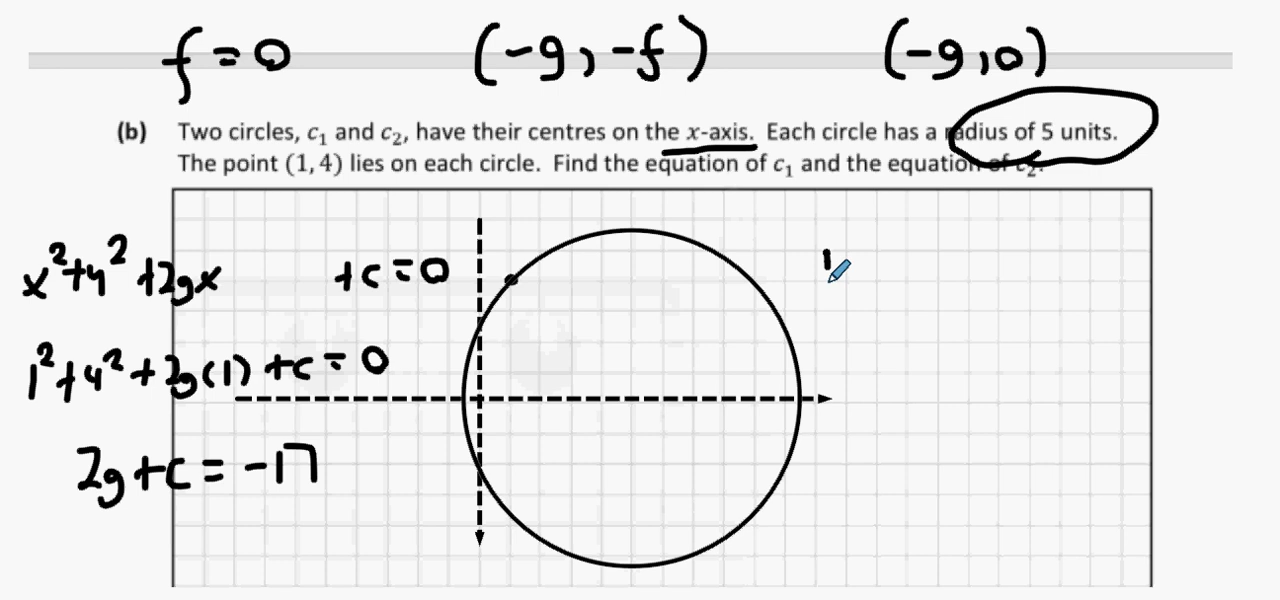 f = 0 (-g, -f) (-g, 0)
(b) Two circles, c₁ and c₂, have their centres on the x-axis. Each circle has a radius of 5 units.
The point (1, 4) lies on each circle. Find the equation of c₁ and the equation of c₂.
x² + y² + 2gx + c = 0
1² + 4² + 2g(1) + c = 0
2g + c = -17